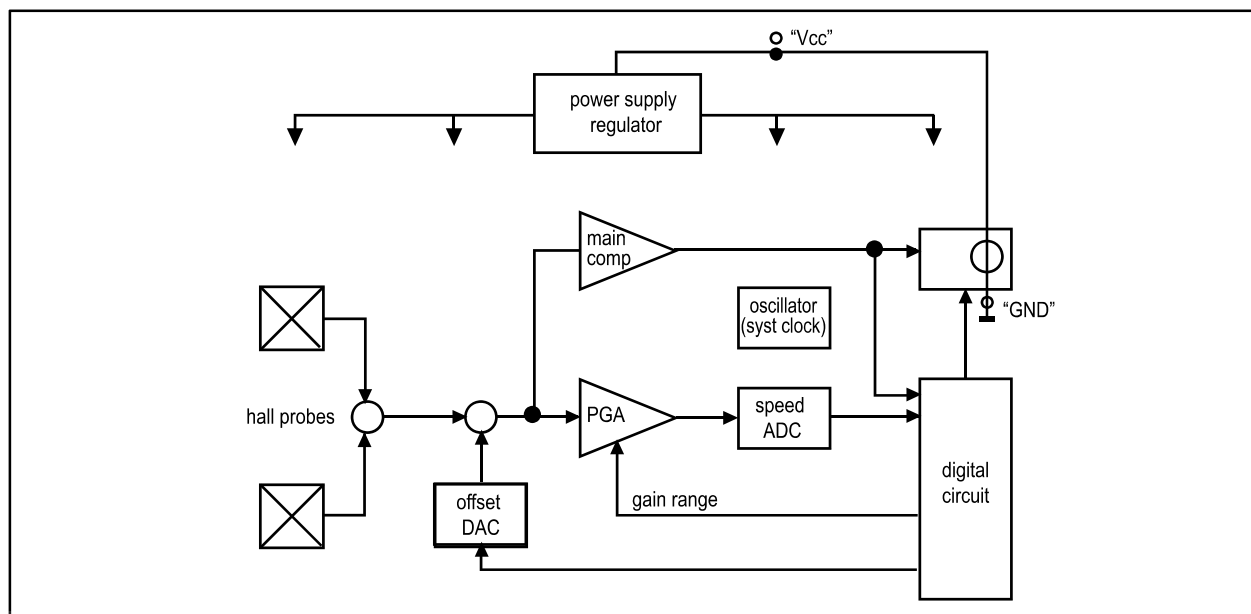 “Vcc”
power supply
regulator
main
comp
oscillator
(syst clock)
“GND”
hall probes
PGA
speed
ADC
digital
circuit
gain range
offset
DAC